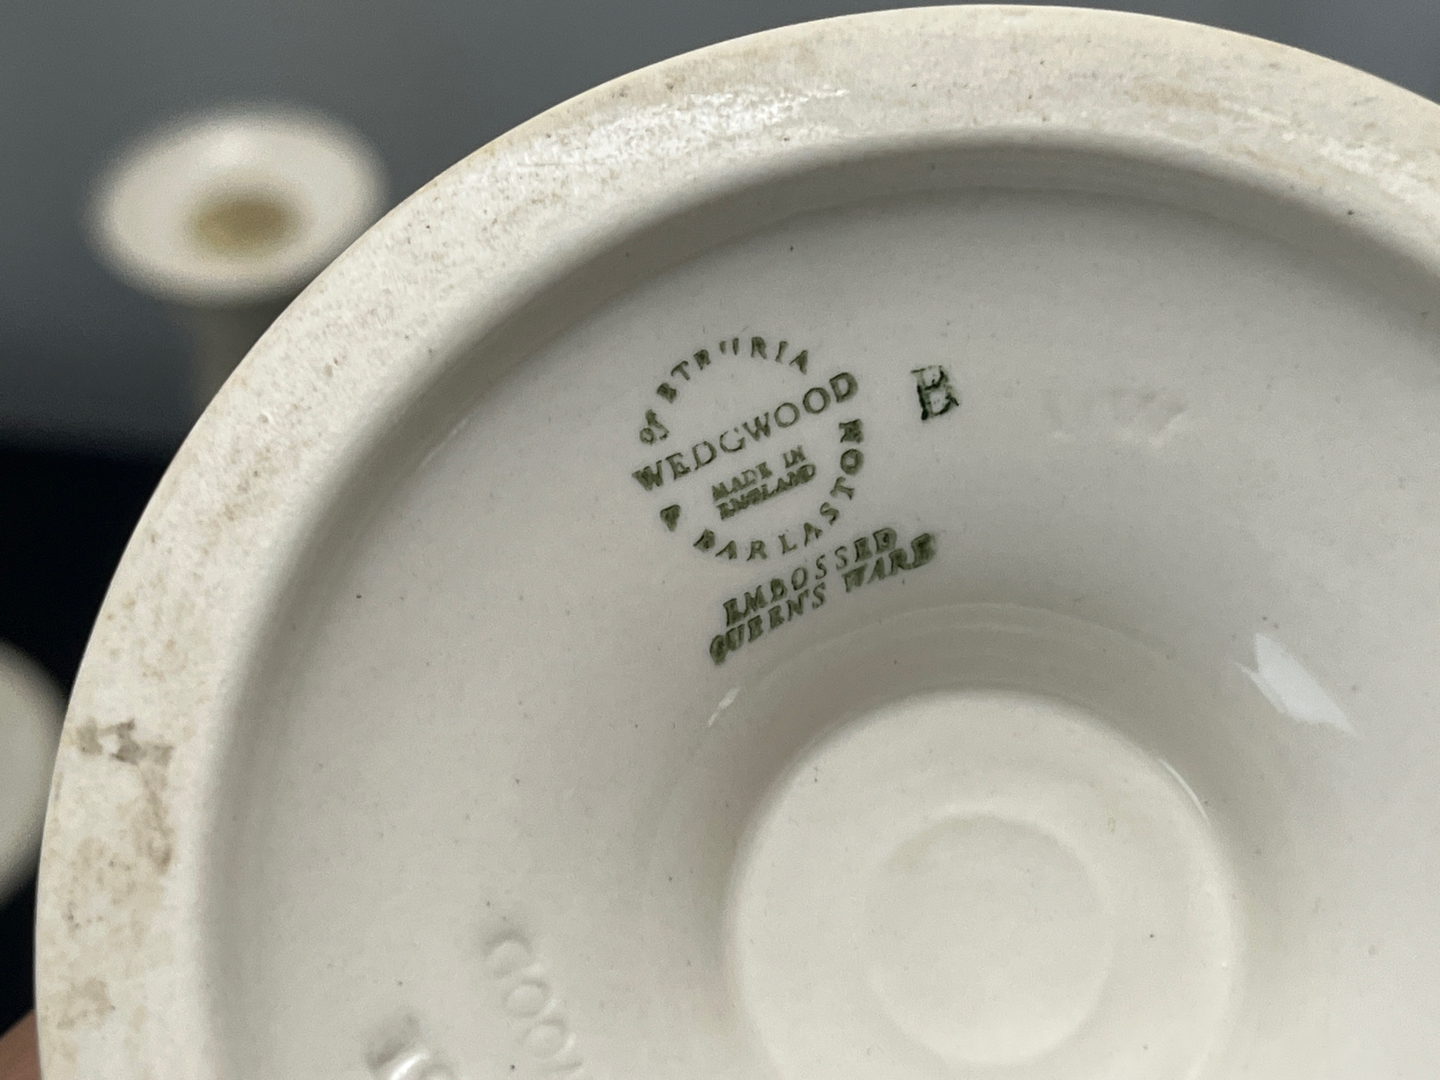 of ETRURIA
WEDGWOOD
MADE IN
ENGLAND
& BARLASTON
B
EMBOSSED
QUEEN'S WARE